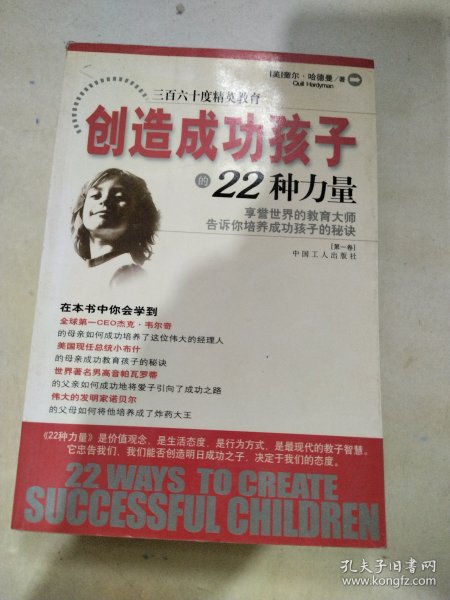 [美]奎尔·哈德曼/著
Quill Hardyman
三百六十度精英教育
创造成功孩子
的 22种力量
享誉世界的教育大师
告诉你培养成功孩子的秘诀
[第一卷]
中国工人出版社
在本书中你会学到
全球第一CEO杰克·韦尔奇
的母亲如何成功培养了这位伟大的经理人
美国现任总统小布什
的母亲成功教育孩子的秘诀
世界著名男高音帕瓦罗蒂
的父亲如何成功地将爱子引向了成功之路
伟大的发明家诺贝尔
的父母如何将他培养成了炸药大王
《22种力量》是价值观念、是生活态度、是行为方式、是最现代的教子智慧。
它忠告我们，我们能否创造明日成功之子，决定于我们的态度。
22 WAYS TO CREATE
SUCCESSFUL CHILDREN
孔夫子旧书网
www.kongfz.com